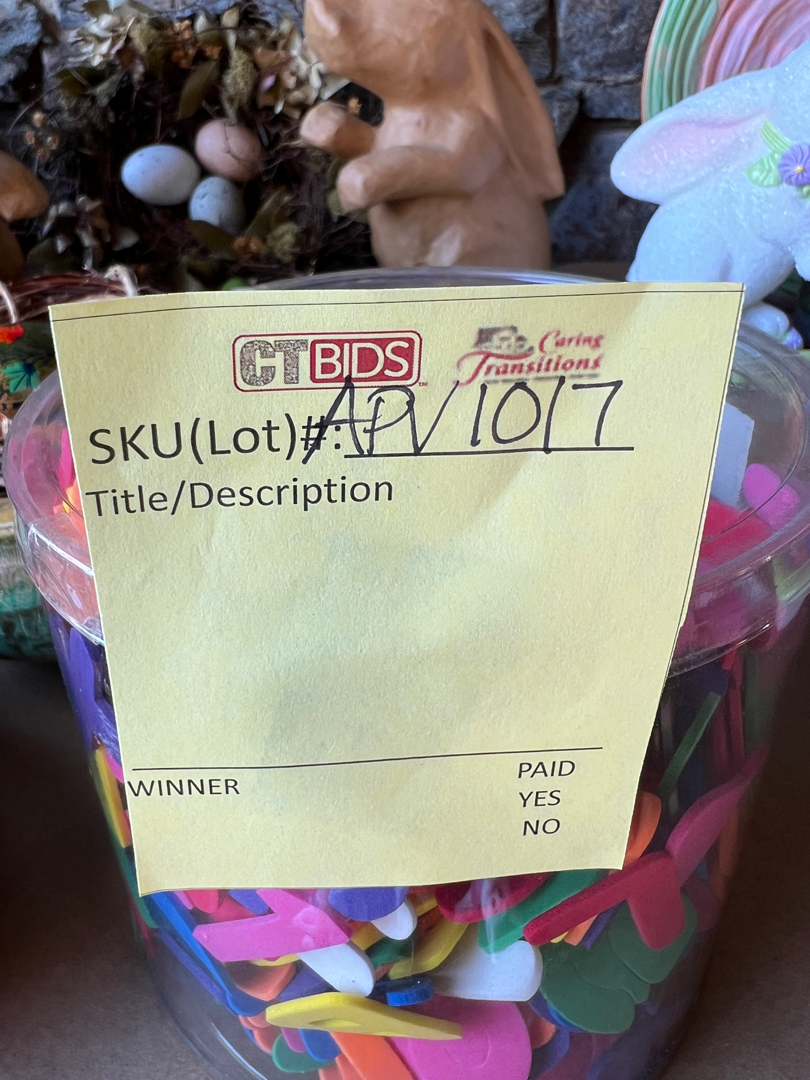 CTBIDS Caring Transitions
SKU(Lot)#: APV1017
Title/Description
WINNER PAID
YES
NO